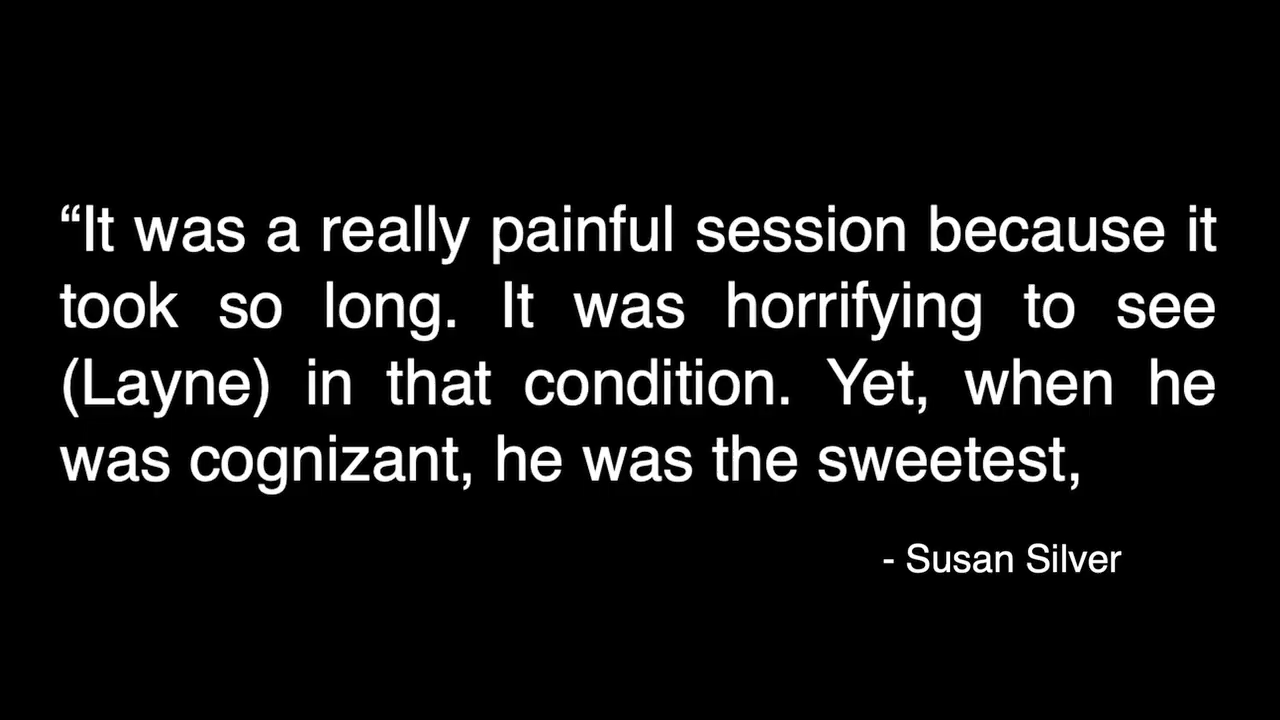 “It was a really painful session because it
took so long. It was horrifying to see
(Layne) in that condition. Yet, when he
was cognizant, he was the sweetest,
- Susan Silver